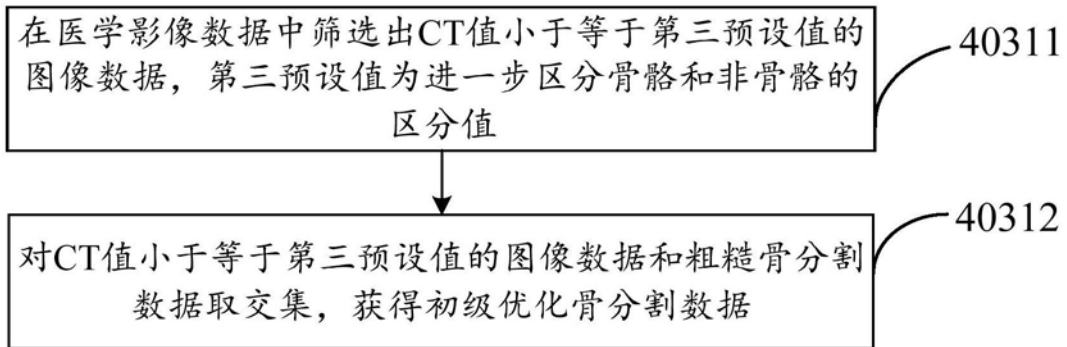 在医学影像数据中筛选出CT值小于等于第三预设值的
图像数据，第三预设值为进一步区分骨骼和非骨骼的
区分值
40311
对CT值小于等于第三预设值的图像数据和粗糙骨分割
数据取交集，获得初级优化骨分割数据
40312